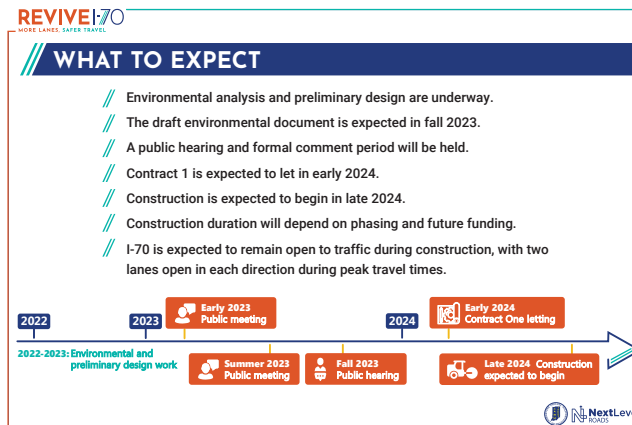 REVIVE I-70
MORE LANES, SAFER TRAVEL
WHAT TO EXPECT
Environmental analysis and preliminary design are underway.
The draft environmental document is expected in fall 2023.
A public hearing and formal comment period will be held.
Contract 1 is expected to let in early 2024.
Construction is expected to begin in late 2024.
Construction duration will depend on phasing and future funding.
I-70 is expected to remain open to traffic during construction, with two
lanes open in each direction during peak travel times.
2022
2023
Early 2023
Public meeting
2024
Early 2024
Contract One letting
2022-2023: Environmental and
preliminary design work
Summer 2023
Public meeting
Fall 2023
Public hearing
Late 2024 Construction
expected to begin
NextLeve
ROADS